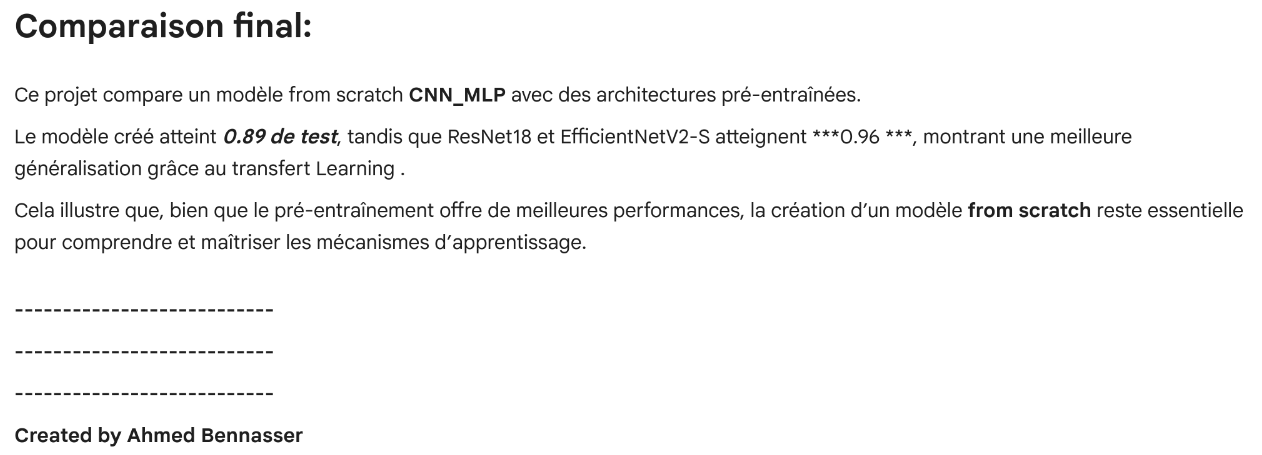 Comparaison final:
Ce projet compare un modèle from scratch CNN_MLP avec des architectures pré-entraînées.
Le modèle créé atteint 0.89 de test, tandis que ResNet18 et EfficientNetV2-S atteignent ***0.96 ***, montrant une meilleure
généralisation grâce au transfert Learning .
Cela illustre que, bien que le pré-entraînement offre de meilleures performances, la création d’un modèle from scratch reste essentielle
pour comprendre et maîtriser les mécanismes d’apprentissage.
---------------------------
---------------------------
---------------------------
Created by Ahmed Bennasser